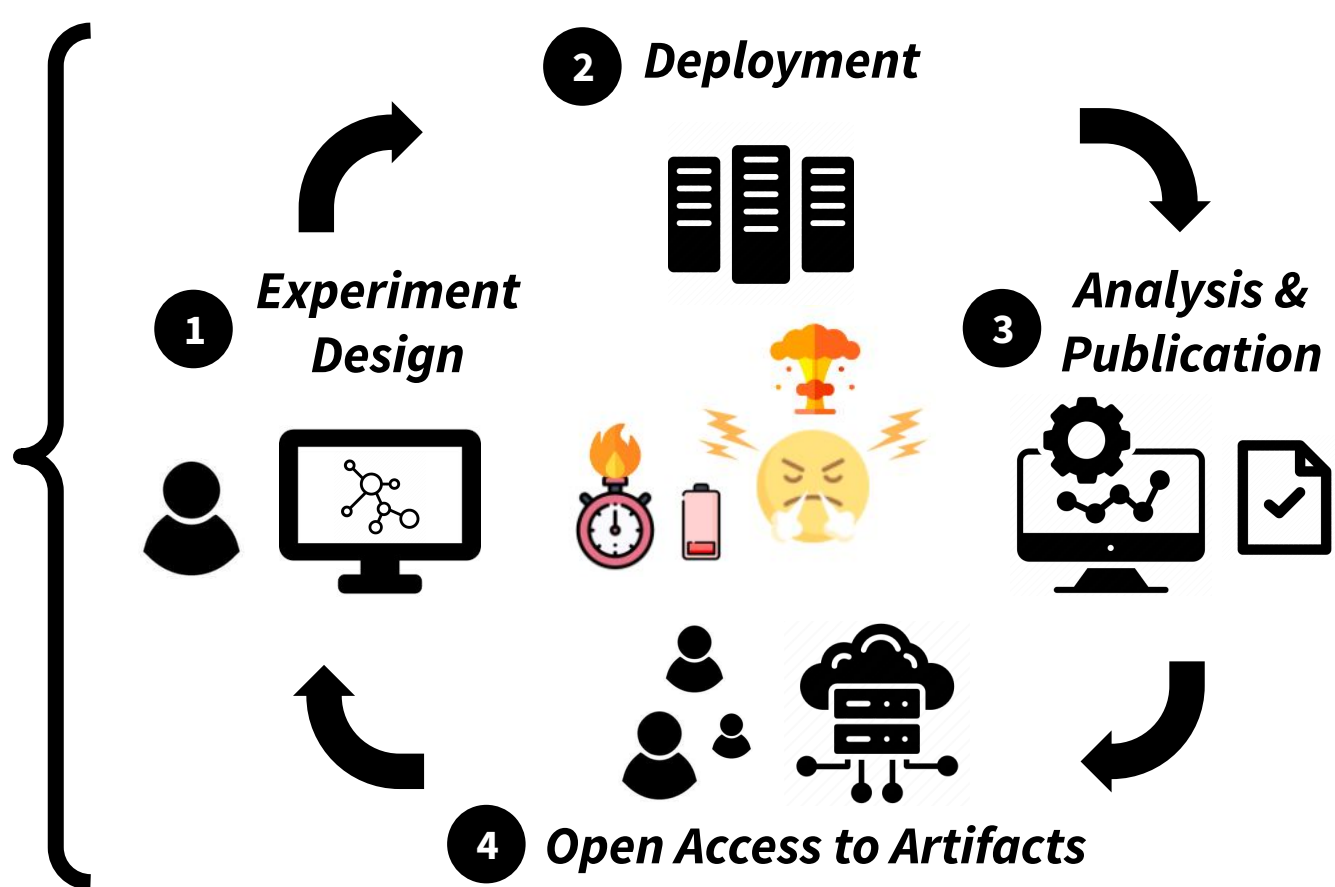 2 Deployment
1 Experiment
Design
3 Analysis &
Publication
4 Open Access to Artifacts